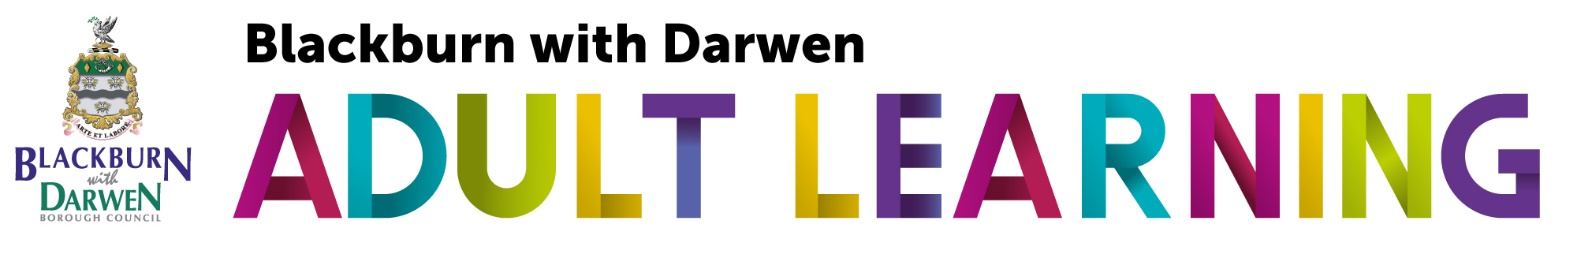 ARTE ET LABORE
BLACKBURN
with
DARWEN
BOROUGH COUNCIL
Blackburn with Darwen
ADULT LEARNING